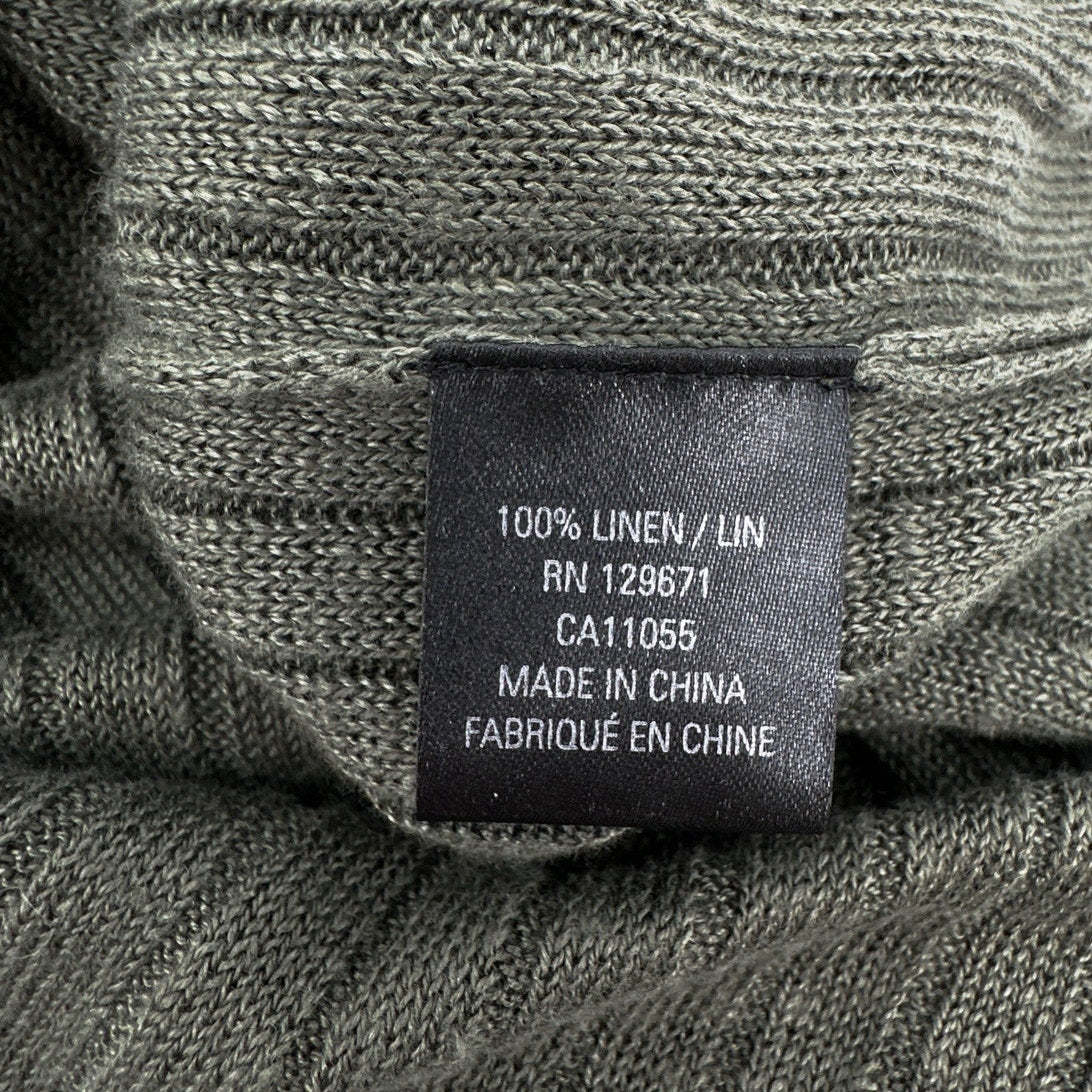 100% LINEN / LIN
RN 129671
CA11055
MADE IN CHINA
FABRIQUÉ EN CHINE